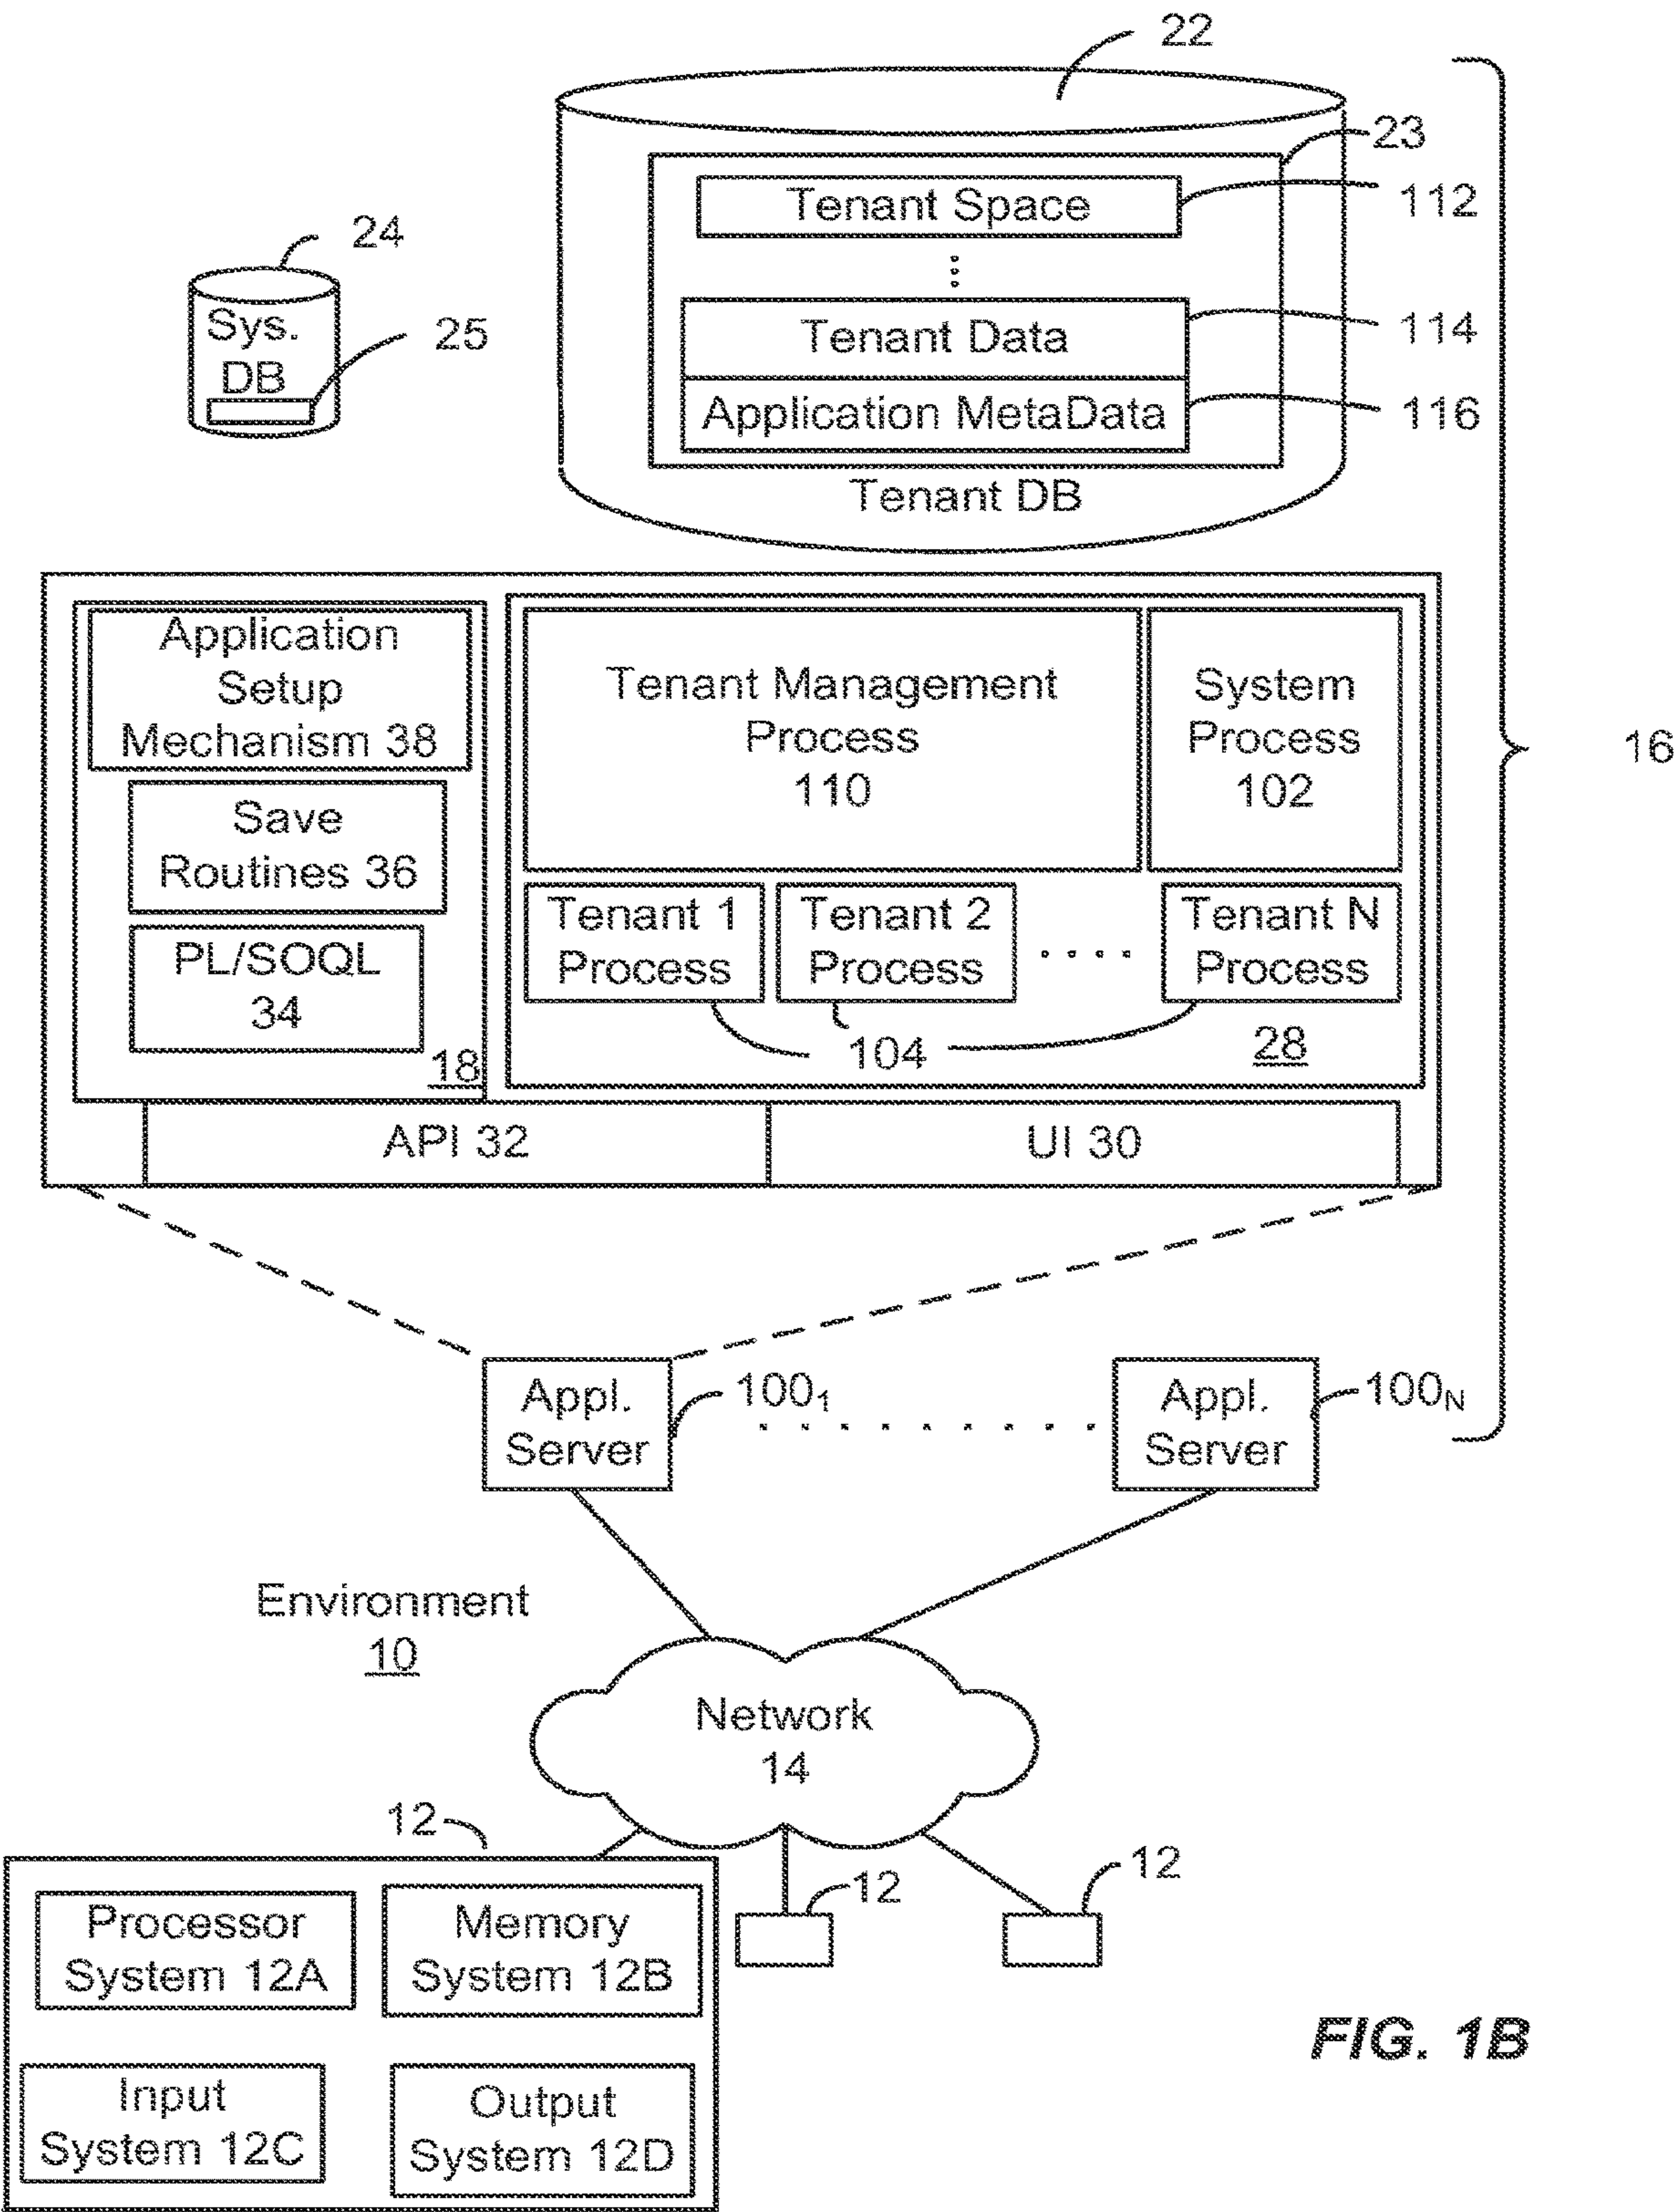 22
23
Tenant Space
112
24
Sys.
DB
25
Tenant Data
114
Application MetaData
116
Tenant DB
Application
Setup
Mechanism 38
Tenant Management
Process
110
System
Process
102
16
Save
Routines 36
Tenant 1
Process
Tenant 2
Process
Tenant N
Process
PL/SOQL
34
18
104
28
API 32
UI 30
Appl.
Server
100₁
Appl.
Server
100N
Environment
10
Network
14
12
12
12
Processor
System 12A
Memory
System 12B
Input
System 12C
Output
System 12D
FIG. 1B